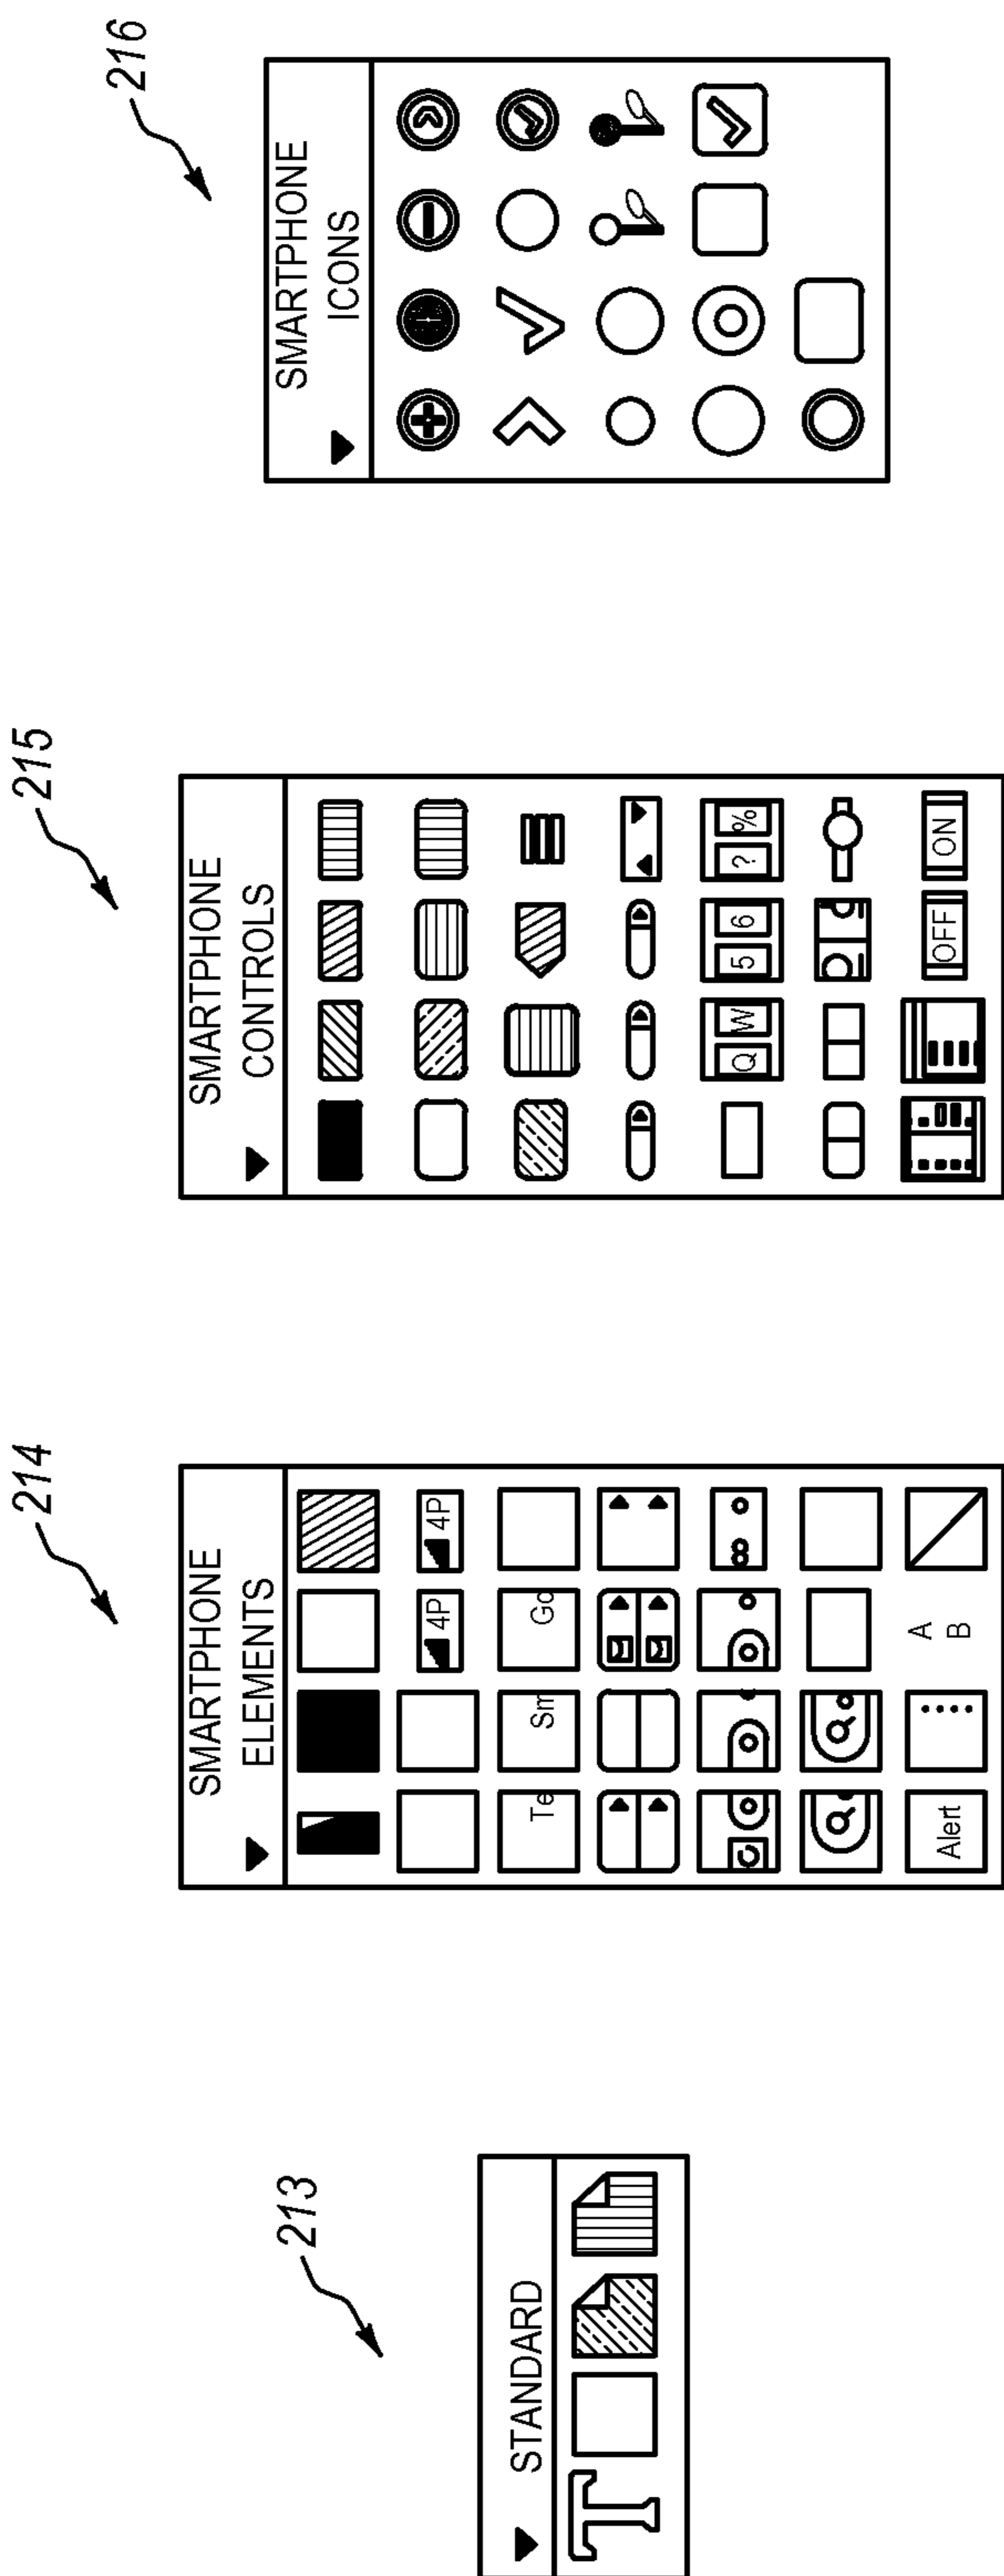 213
STANDARD
T
214
SMARTPHONE
ELEMENTS
4P 4P
Te Sm Go
Alert A
B
215
SMARTPHONE
CONTROLS
Q W 5 6 ? %
OFF ON
216
SMARTPHONE
ICONS